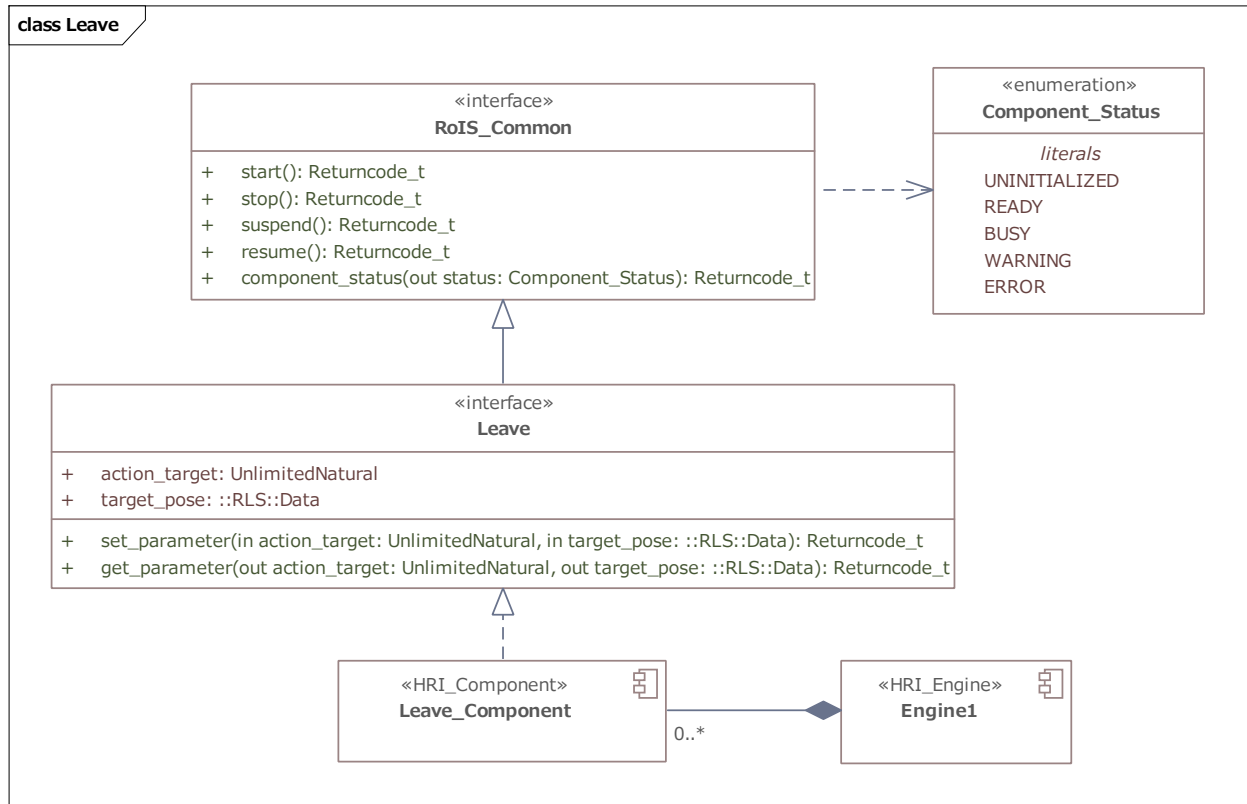 class Leave
«interface»
RoIS_Common
+ start(): Returncode_t
+ stop(): Returncode_t
+ suspend(): Returncode_t
+ resume(): Returncode_t
+ component_status(out status: Component_Status): Returncode_t
«enumeration»
Component_Status
literals
UNINITIALIZED
READY
BUSY
WARNING
ERROR
«interface»
Leave
+ action_target: UnlimitedNatural
+ target_pose: ::RLS::Data
+ set_parameter(in action_target: UnlimitedNatural, in target_pose: ::RLS::Data): Returncode_t
+ get_parameter(out action_target: UnlimitedNatural, out target_pose: ::RLS::Data): Returncode_t
«HRI_Component»
Leave_Component
0..*
«HRI_Engine»
Engine1